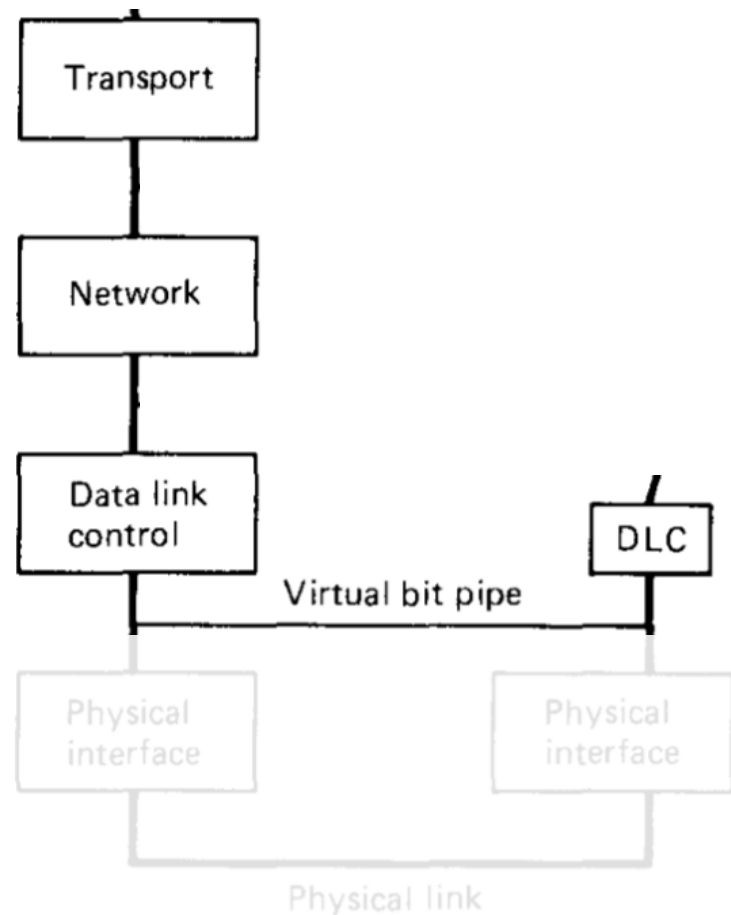 Transport
Network
Data link
control
DLC
Virtual bit pipe
Physical
interface
Physical
interface
Physical link